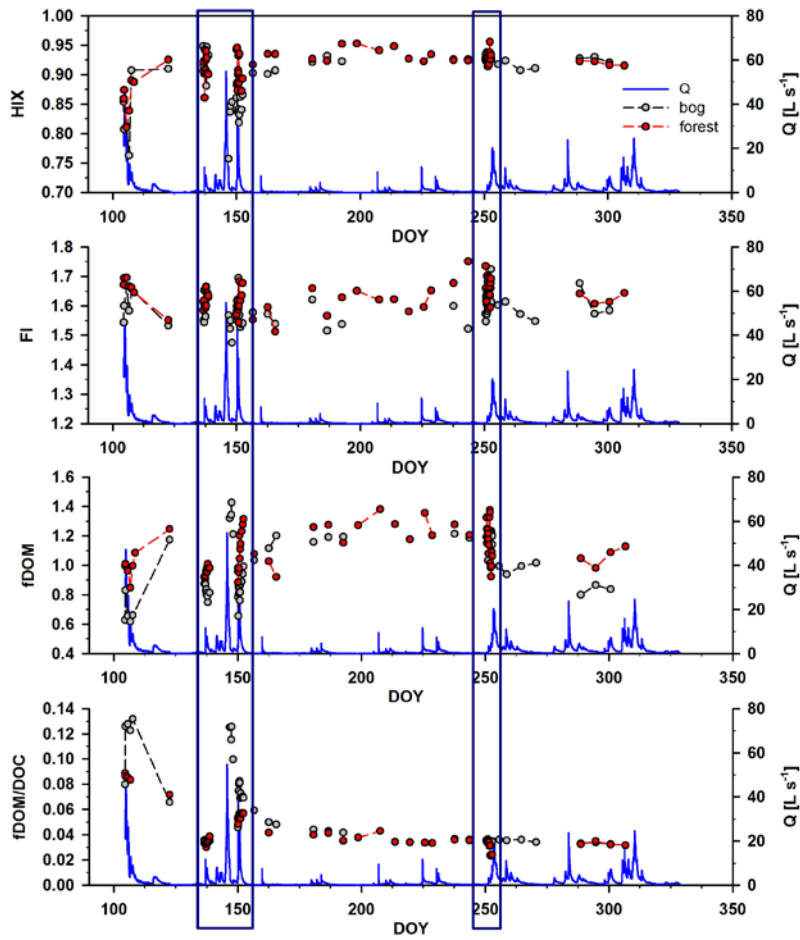 1.00
0.95
0.90
0.85
0.80
0.75
0.70
HIX
80
60
40
20
0
Q [L s⁻¹]
Q
bog
forest
100 150 200 250 300 350
DOY
1.8
1.7
1.6
1.5
1.4
1.3
1.2
FI
80
60
40
20
0
Q [L s⁻¹]
100 150 200 250 300 350
DOY
1.6
1.4
1.2
1.0
0.8
0.6
0.4
fDOM
80
60
40
20
0
Q [L s⁻¹]
100 150 200 250 300 350
DOY
0.14
0.12
0.10
0.08
0.06
0.04
0.02
0.00
fDOM/DOC
80
60
40
20
0
Q [L s⁻¹]
100 150 200 250 300 350
DOY